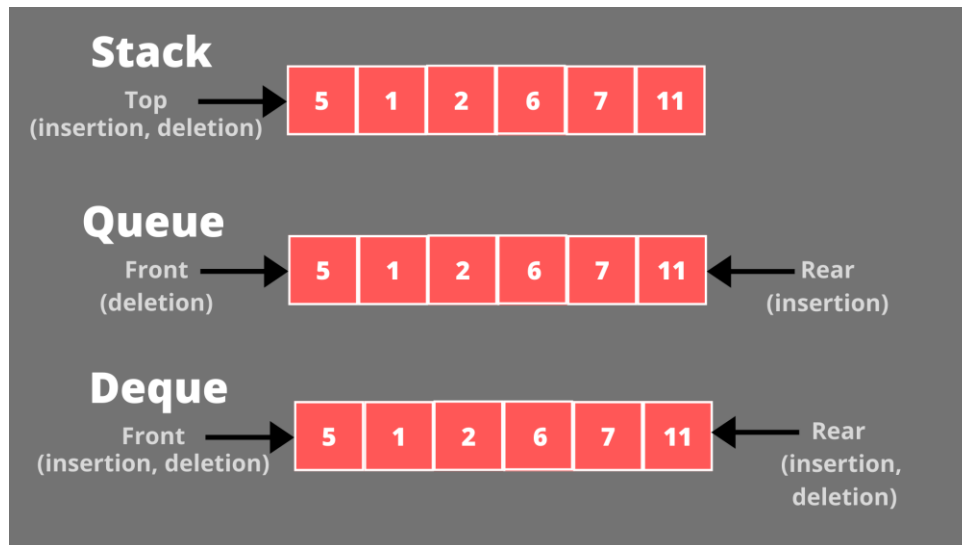 Stack
Top
(insertion, deletion)
5 1 2 6 7 11
Queue
Front
(deletion)
5 1 2 6 7 11
Rear
(insertion)
Deque
Front
(insertion, deletion)
5 1 2 6 7 11
Rear
(insertion,
deletion)